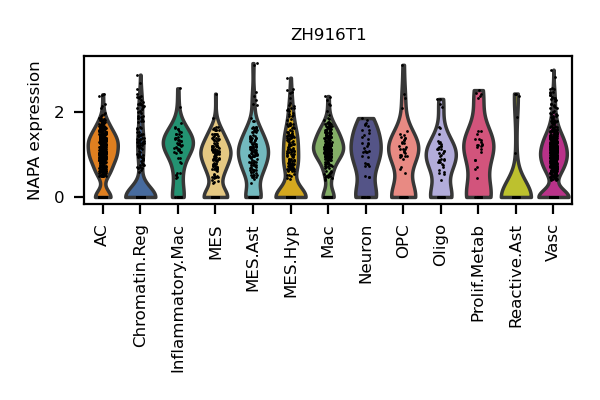 ZH916T1
NAPA expression
2
0
AC
Chromatin.Reg
Inflammatory.Mac
MES
MES.Ast
MES.Hyp
Mac
Neuron
OPC
Oligo
Prolif.Metab
Reactive.Ast
Vasc